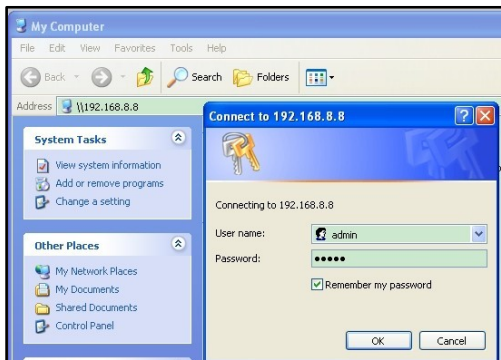 My Computer
File Edit View Favorites Tools Help
Back Search Folders
Address \\192.168.8.8
System Tasks
View system information
Add or remove programs
Change a setting
Other Places
My Network Places
My Documents
Shared Documents
Control Panel
Connect to 192.168.8.8
Connecting to 192.168.8.8
User name: admin
Password: •••••
Remember my password
OK Cancel